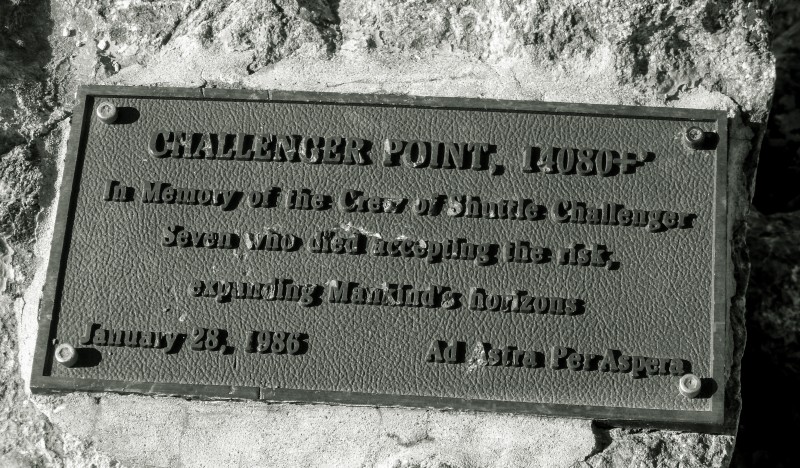 CHALLENGER POINT, 14080+'
In Memory of the Crew of Shuttle Challenger
Seven who died accepting the risk,
expanding Mankind's horizons
January 28, 1986 Ad Astra Per Aspera